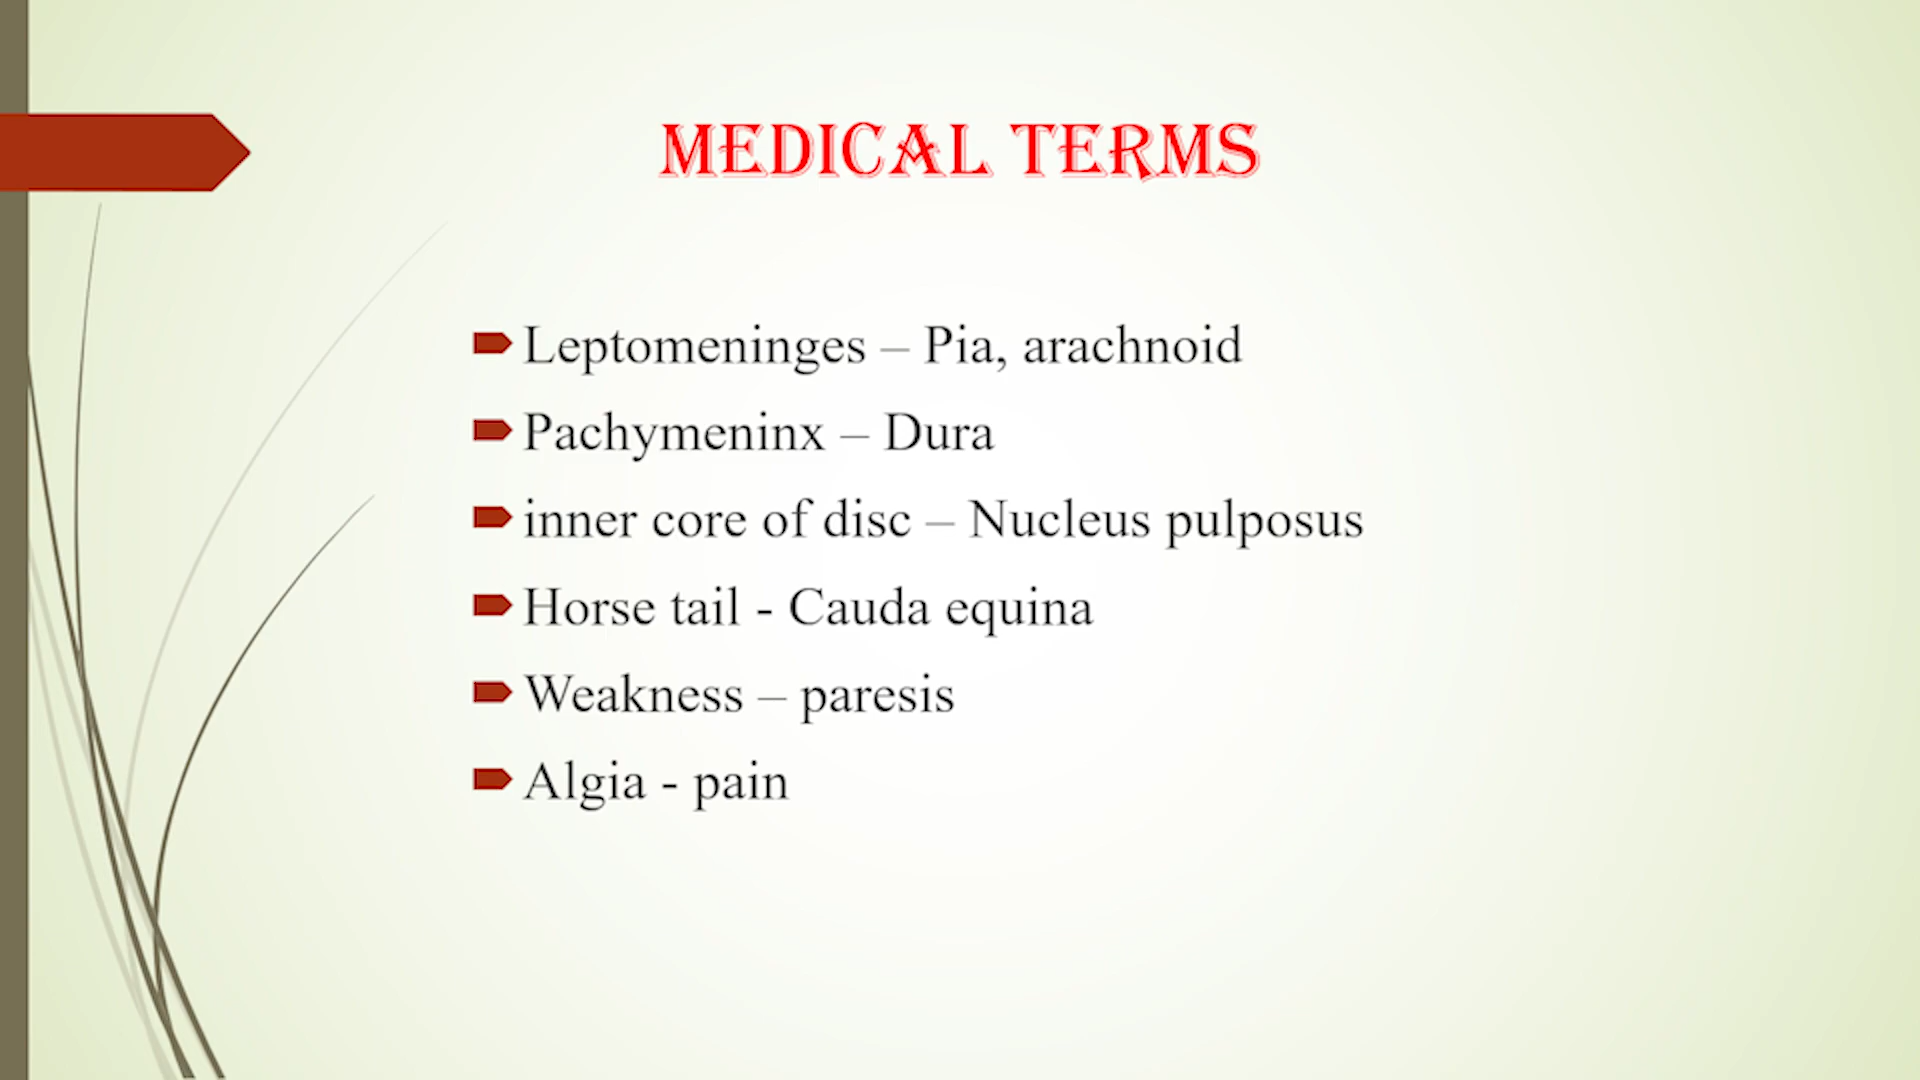 MEDICAL TERMS
Leptomeninges – Pia, arachnoid
Pachymeninx – Dura
inner core of disc – Nucleus pulposus
Horse tail - Cauda equina
Weakness – paresis
Algia - pain